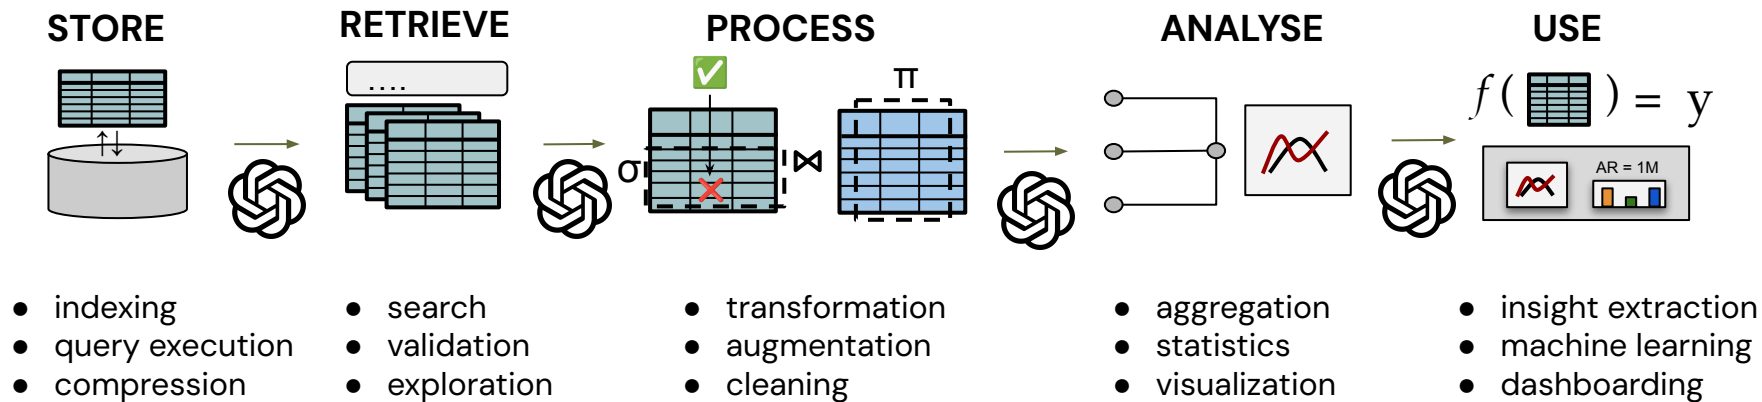 STORE
RETRIEVE
PROCESS
ANALYSE
USE
....
π
σ
⋈
f ( ) = y
AR = 1M
● indexing
● query execution
● compression
● search
● validation
● exploration
● transformation
● augmentation
● cleaning
● aggregation
● statistics
● visualization
● insight extraction
● machine learning
● dashboarding